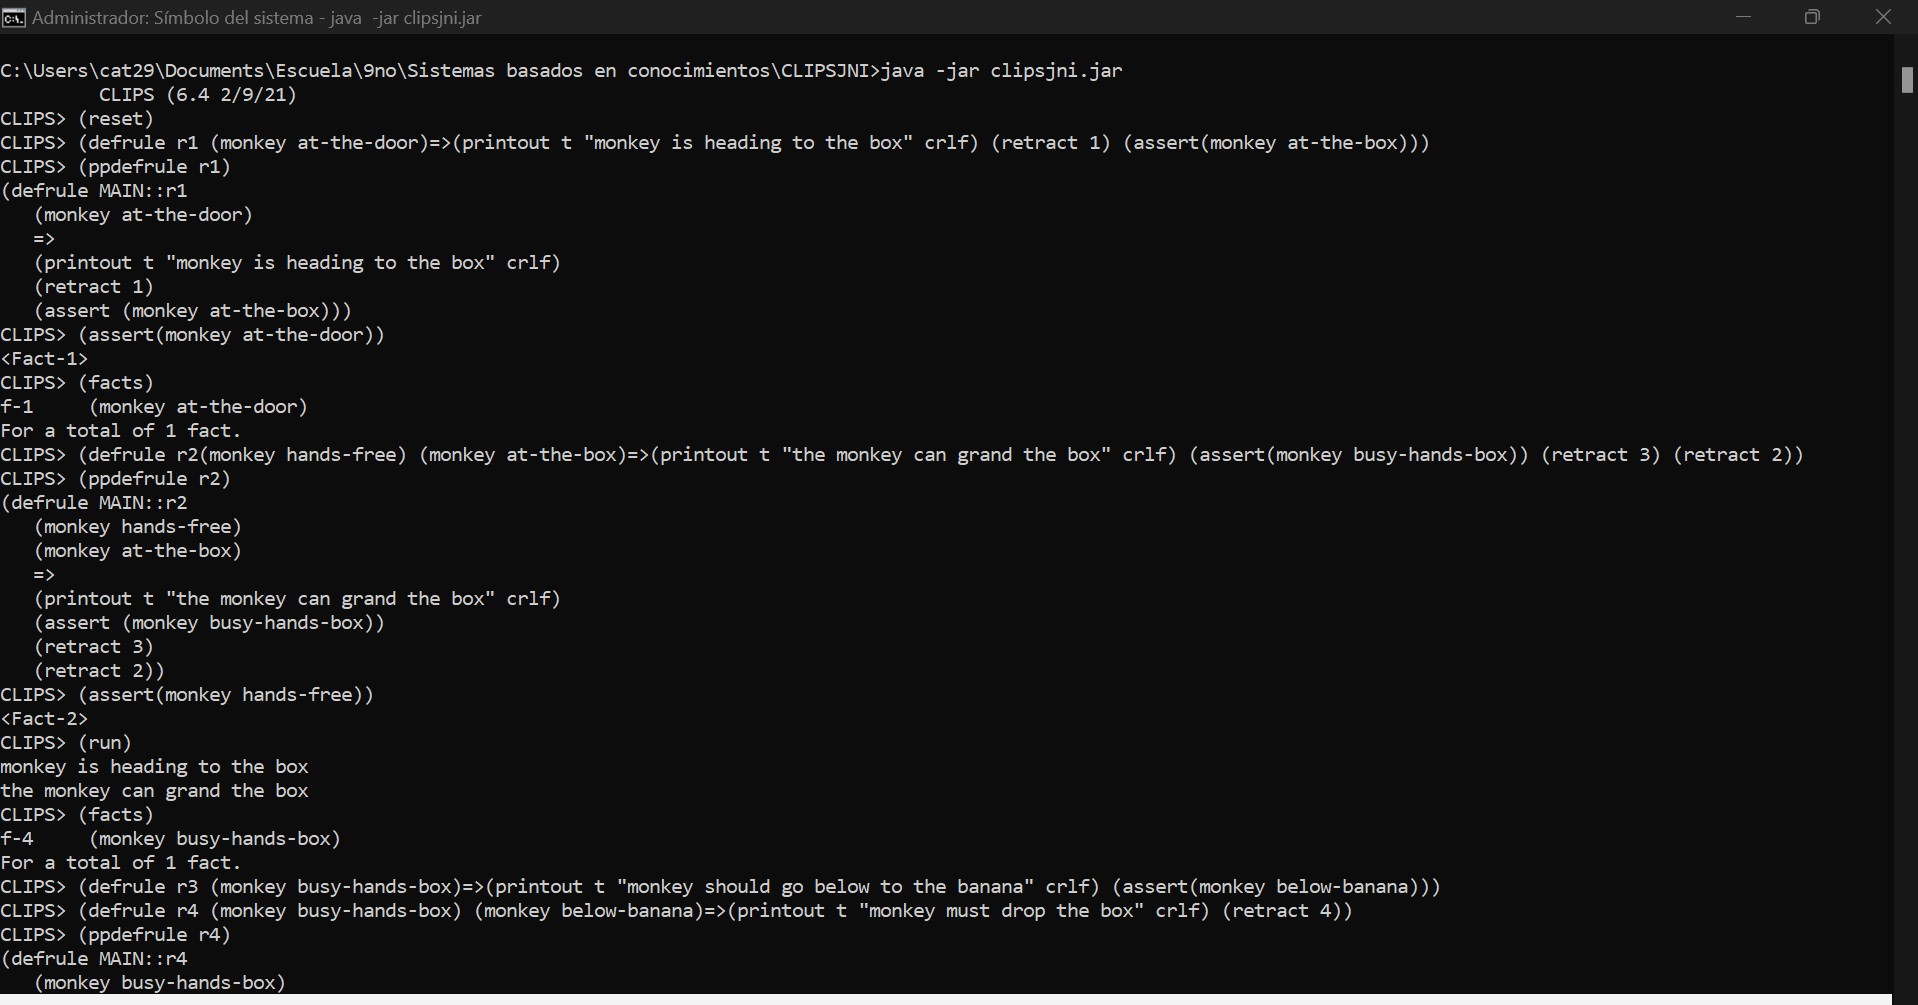 Administrador: Símbolo del sistema - java  -jar clipsjni.jar
C:\Users\cat29\Documents\Escuela\9no\Sistemas basados en conocimientos\CLIPSJNI>java -jar clipsjni.jar
         CLIPS (6.4 2/9/21)
CLIPS> (reset)
CLIPS> (defrule r1 (monkey at-the-door)=>(printout t "monkey is heading to the box" crlf) (retract 1) (assert(monkey at-the-box)))
CLIPS> (ppdefrule r1)
(defrule MAIN::r1
   (monkey at-the-door)
   =>
   (printout t "monkey is heading to the box" crlf)
   (retract 1)
   (assert (monkey at-the-box)))
CLIPS> (assert(monkey at-the-door))
<Fact-1>
CLIPS> (facts)
f-1     (monkey at-the-door)
For a total of 1 fact.
CLIPS> (defrule r2(monkey hands-free) (monkey at-the-box)=>(printout t "the monkey can grand the box" crlf) (assert(monkey busy-hands-box)) (retract 3) (retract 2))
CLIPS> (ppdefrule r2)
(defrule MAIN::r2
   (monkey hands-free)
   (monkey at-the-box)
   =>
   (printout t "the monkey can grand the box" crlf)
   (assert (monkey busy-hands-box))
   (retract 3)
   (retract 2))
CLIPS> (assert(monkey hands-free))
<Fact-2>
CLIPS> (run)
monkey is heading to the box
the monkey can grand the box
CLIPS> (facts)
f-4     (monkey busy-hands-box)
For a total of 1 fact.
CLIPS> (defrule r3 (monkey busy-hands-box)=>(printout t "monkey should go below to the banana" crlf) (assert(monkey below-banana)))
CLIPS> (defrule r4 (monkey busy-hands-box) (monkey below-banana)=>(printout t "monkey must drop the box" crlf) (retract 4))
CLIPS> (ppdefrule r4)
(defrule MAIN::r4
   (monkey busy-hands-box)